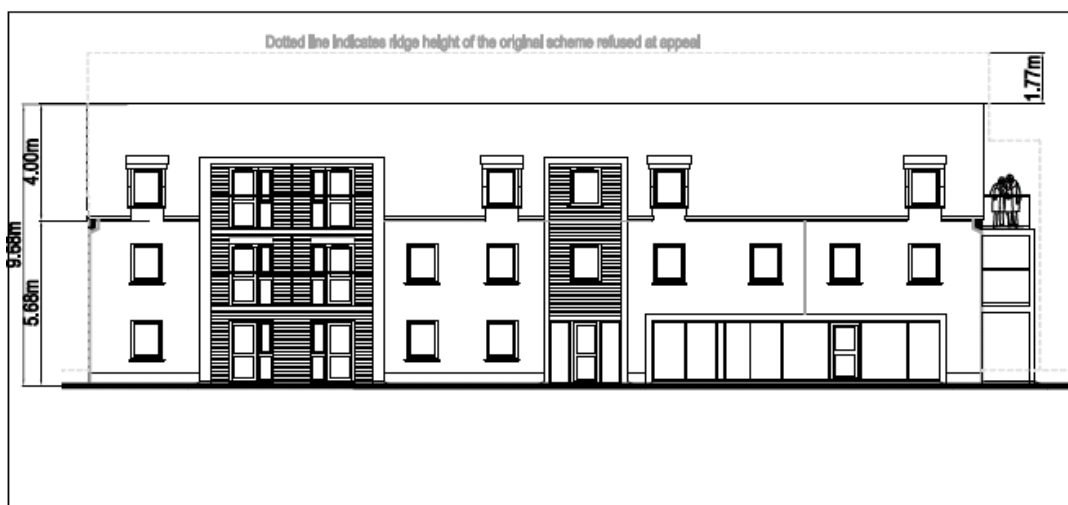 Dotted line indicates ridge height of the original scheme refused at appeal
1.77m
4.00m
9.68m
5.68m